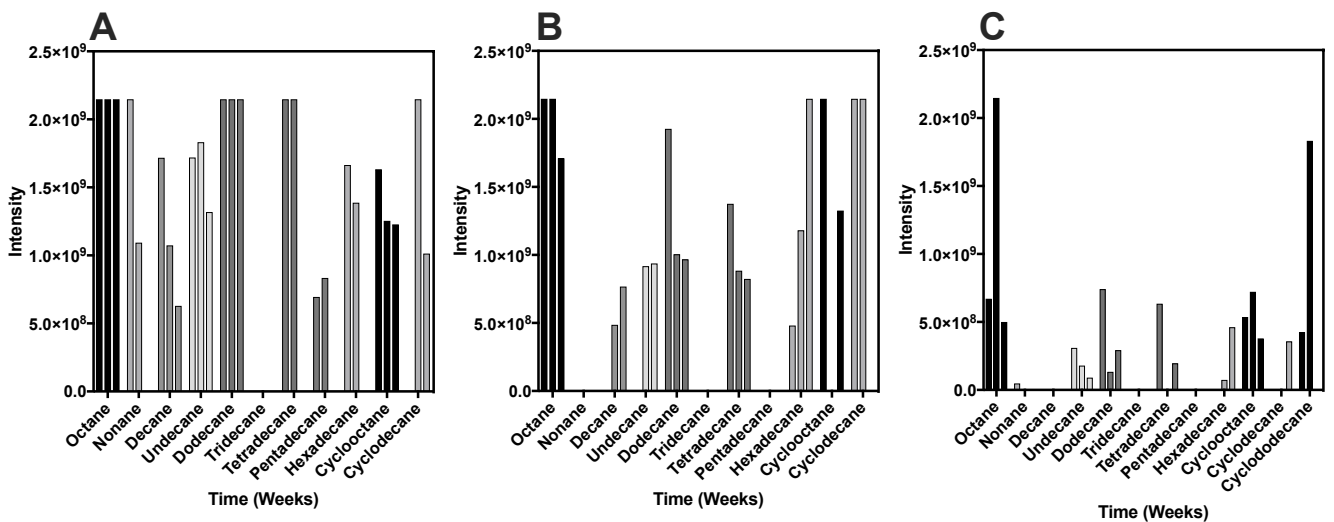 A
Intensity
2.5×10⁹
2.0×10⁹
1.5×10⁹
1.0×10⁹
5.0×10⁸
0.0
Octane
Nonane
Decane
Undecane
Dodecane
Tridecane
Tetradecane
Pentadecane
Hexadecane
Cyclooctane
Cyclodecane
Time (Weeks)
B
Intensity
2.5×10⁹
2.0×10⁹
1.5×10⁹
1.0×10⁹
5.0×10⁸
0.0
Octane
Nonane
Decane
Undecane
Dodecane
Tridecane
Tetradecane
Pentadecane
Hexadecane
Cyclooctane
Cyclodecane
Time (Weeks)
C
Intensity
2.5×10⁹
2.0×10⁹
1.5×10⁹
1.0×10⁹
5.0×10⁸
0.0
Octane
Nonane
Decane
Undecane
Dodecane
Tridecane
Tetradecane
Pentadecane
Hexadecane
Cyclooctane
Cyclodecane
Cyclododecane
Time (Weeks)